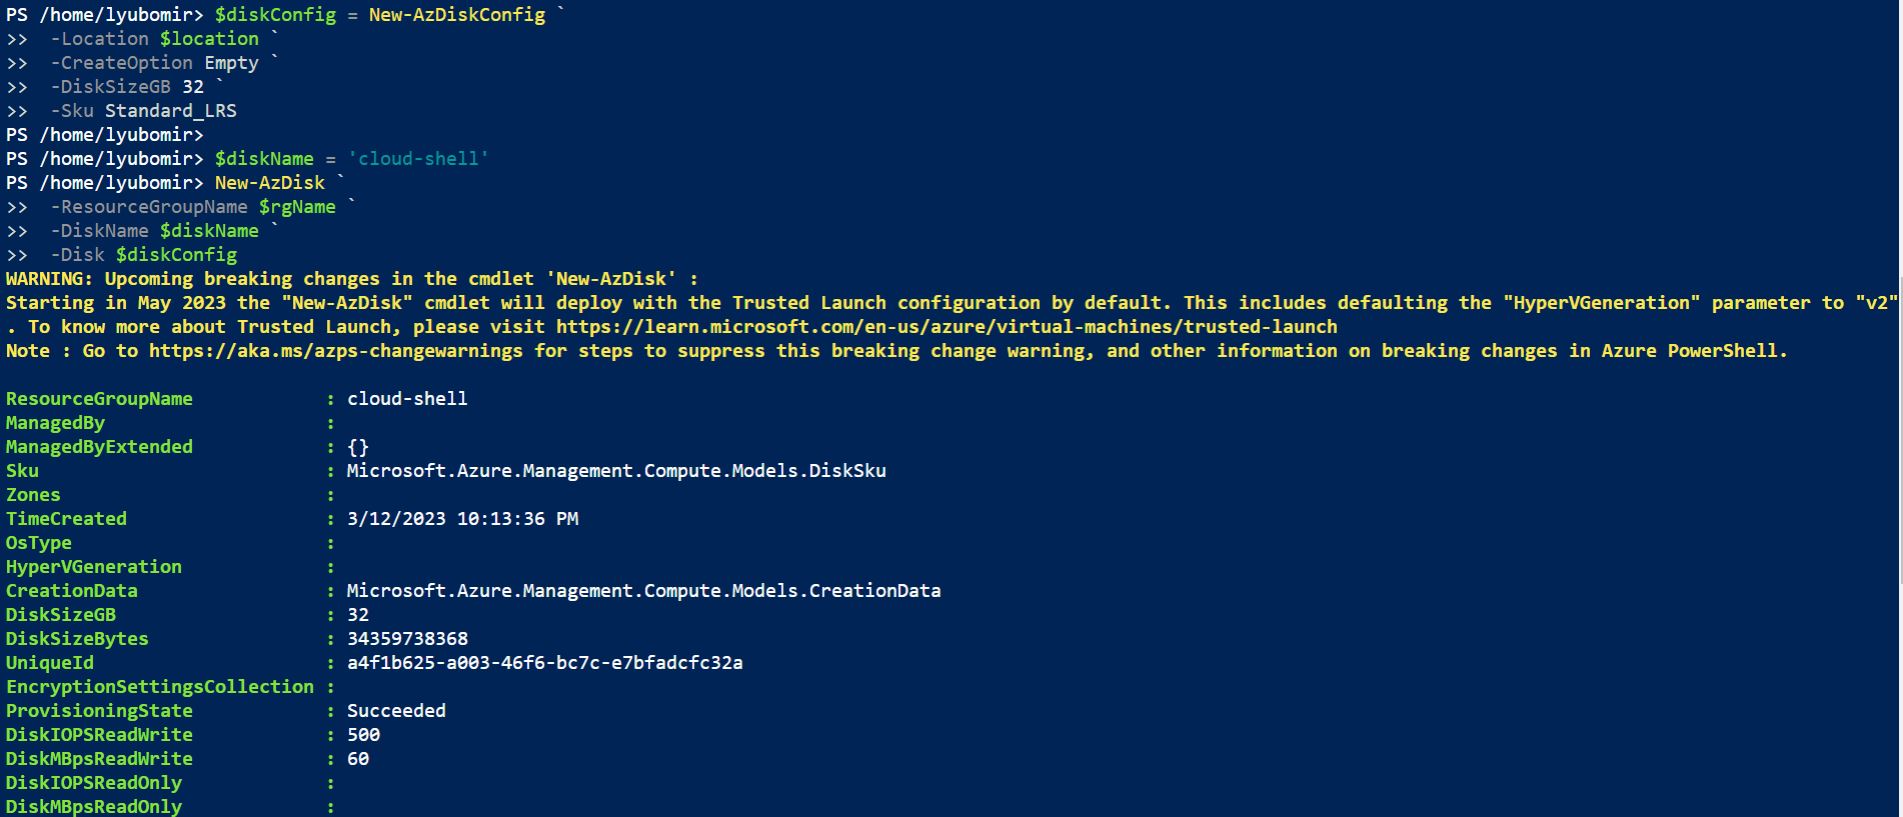 PS /home/lyubomir> $diskConfig = New-AzDiskConfig `
>>  -Location $location `
>>  -CreateOption Empty `
>>  -DiskSizeGB 32 `
>>  -Sku Standard_LRS
PS /home/lyubomir>
PS /home/lyubomir> $diskName = 'cloud-shell'
PS /home/lyubomir> New-AzDisk `
>>  -ResourceGroupName $rgName `
>>  -DiskName $diskName `
>>  -Disk $diskConfig
WARNING: Upcoming breaking changes in the cmdlet 'New-AzDisk' :
Starting in May 2023 the "New-AzDisk" cmdlet will deploy with the Trusted Launch configuration by default. This includes defaulting the "HyperVGeneration" parameter to "v2"
. To know more about Trusted Launch, please visit https://learn.microsoft.com/en-us/azure/virtual-machines/trusted-launch
Note : Go to https://aka.ms/azps-changewarnings for steps to suppress this breaking change warning, and other information on breaking changes in Azure PowerShell.
ResourceGroupName            : cloud-shell
ManagedBy                    :
ManagedByExtended            : {}
Sku                          : Microsoft.Azure.Management.Compute.Models.DiskSku
Zones                        :
TimeCreated                  : 3/12/2023 10:13:36 PM
OsType                       :
HyperVGeneration             :
CreationData                 : Microsoft.Azure.Management.Compute.Models.CreationData
DiskSizeGB                   : 32
DiskSizeBytes                : 34359738368
UniqueId                     : a4f1b625-a003-46f6-bc7c-e7bfadcfc32a
EncryptionSettingsCollection :
ProvisioningState            : Succeeded
DiskIOPSReadWrite            : 500
DiskMBpsReadWrite            : 60
DiskIOPSReadOnly             :
DiskMBpsReadOnly             :